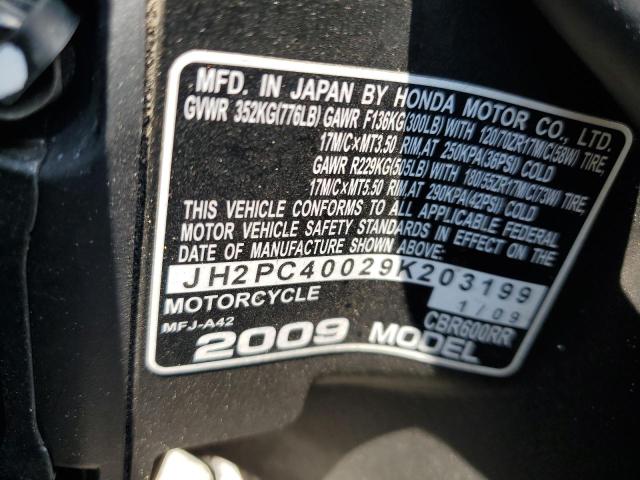 MFD. IN JAPAN BY HONDA MOTOR CO., LTD.
GVWR 352KG(776LB) GAWR F136KG(300LB) WITH 120/70ZR17M/C(58W) TIRE,
17M/C×MT3.50 RIM,AT 250KPA(36PSI) COLD
GAWR R229KG(505LB) WITH 180/55ZR17M/C(73W) TIRE,
17M/C×MT5.50 RIM,AT 290KPA(42PSI) COLD
THIS VEHICLE CONFORMS TO ALL APPLICABLE FEDERAL
MOTOR VEHICLE SAFETY STANDARDS IN EFFECT ON THE
DATE OF MANUFACTURE SHOWN ABOVE:
JH2PC40029K203199
MOTORCYCLE 1/09
MFJ-A42 2009 MODEL CBR600RR